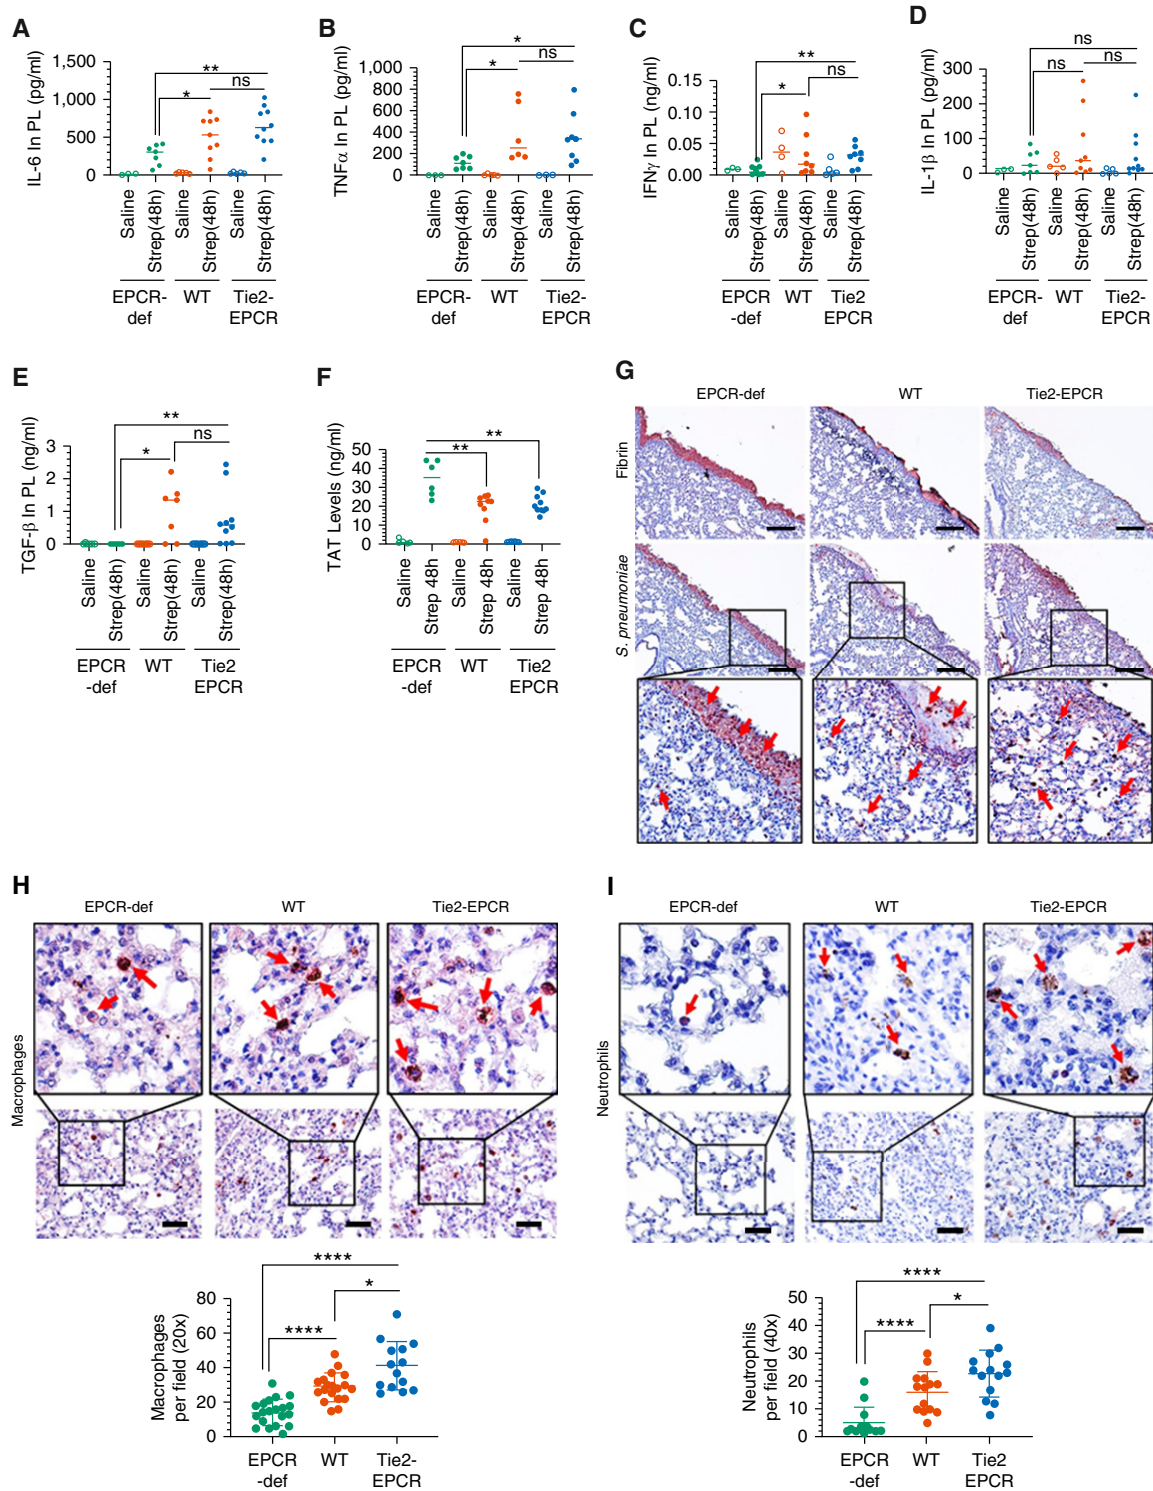 A
IL-6 In PL (pg/ml)
1,500
1,000
500
0
**
*
ns
Saline
Strep(48h)
Saline
Strep(48h)
Saline
Strep(48h)
EPCR-
def
WT
Tie2-
EPCR
B
TNFα In PL (pg/ml)
1,000
800
600
400
200
0
*
*
ns
Saline
Strep(48h)
Saline
Strep(48h)
Saline
Strep(48h)
EPCR-
def
WT
Tie2-
EPCR
C
IFNγ In PL (ng/ml)
0.15
0.10
0.05
0.00
**
*
ns
Saline
Strep(48h)
Saline
Strep(48h)
Saline
Strep(48h)
EPCR
-def
WT
Tie2
EPCR
D
IL-1β In PL (pg/ml)
300
200
100
0
ns
ns
ns
Saline
Strep(48h)
Saline
Strep(48h)
Saline
Strep(48h)
EPCR-
def
WT
Tie2-
EPCR
E
TGF-β In PL (ng/ml)
3
2
1
0
**
*
ns
Saline
Strep(48h)
Saline
Strep(48h)
Saline
Strep(48h)
EPCR
-def
WT
Tie2
EPCR
F
TAT Levels (ng/ml)
50
40
30
20
10
0
**
**
Saline
Strep 48h
Saline
Strep 48h
Saline
Strep 48h
EPCR
-def
WT
Tie2
EPCR
G
EPCR-def
WT
Tie2-EPCR
Fibrin
S. pneumoniae
H
EPCR-def
WT
Tie2-EPCR
Macrophages
Macrophages
per field (20x)
80
60
40
20
0
****
****
*
EPCR
-def
WT
Tie2-
EPCR
I
EPCR-def
WT
Tie2-EPCR
Neutrophils
Neutrophils
per field (40x)
50
40
30
20
10
0
****
****
*
EPCR
-def
WT
Tie2
EPCR